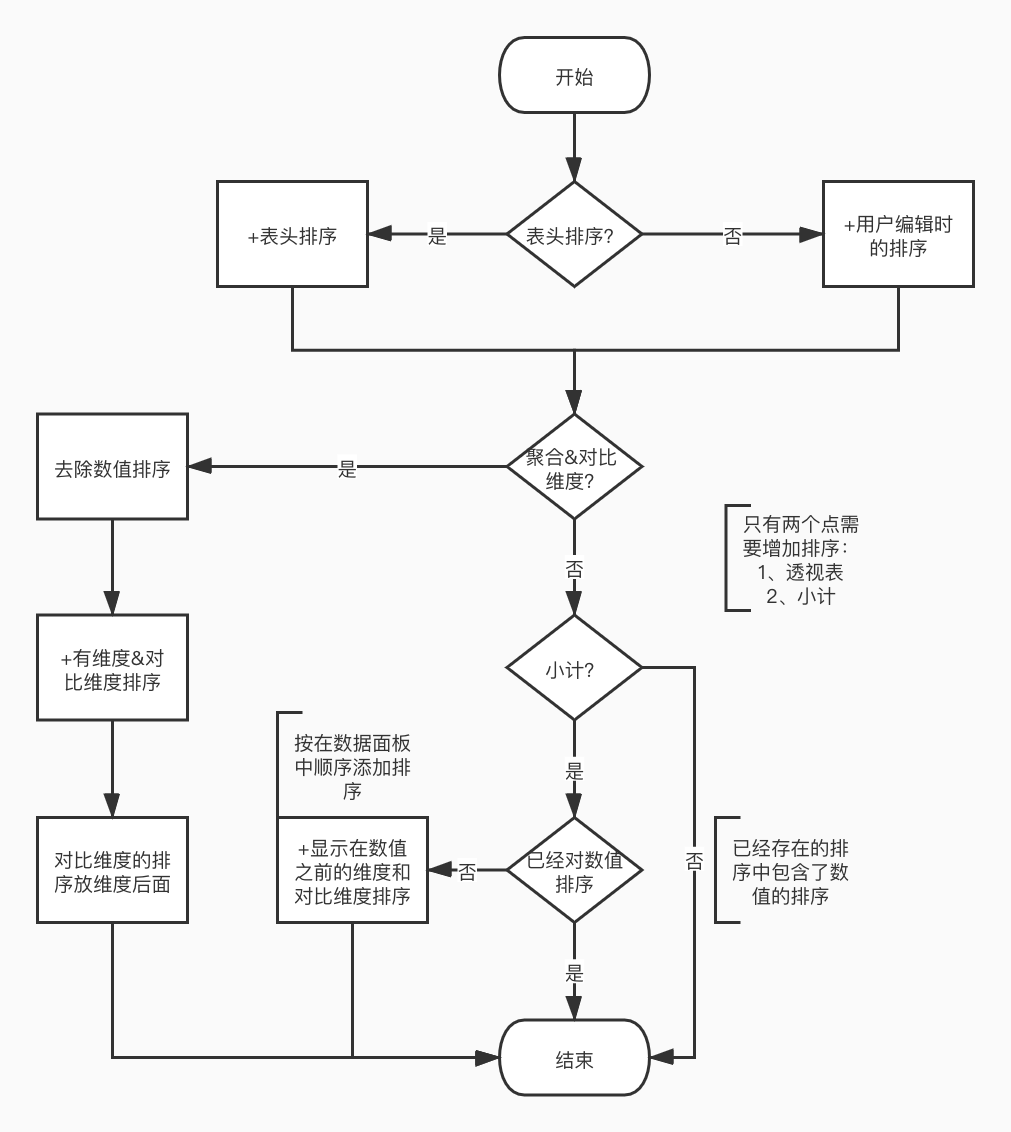 开始
+表头排序
是
表头排序?
否
+用户编辑时
的排序
去除数值排序
是
聚合&对比
维度?
否
只有两个点需
要增加排序：
1、透视表
2、小计
+有维度&对
比维度排序
小计?
按在数据面板
中顺序添加排
序
是
对比维度的排
序放维度后面
+显示在数值
之前的维度和
对比维度排序
否
已经对数值
排序
否
已经存在的排
序中包含了数
值的排序
是
结束